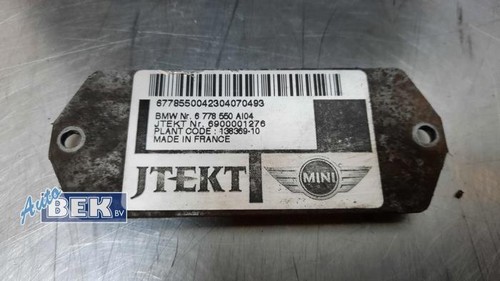 6778550042304070493
BMW Nr. 6 778 550 AI04
JTEKT Nr. 6900001276
PLANT CODE : 138369-10
MADE IN FRANCE
JTEKT
MINI
Auto
BEK BV